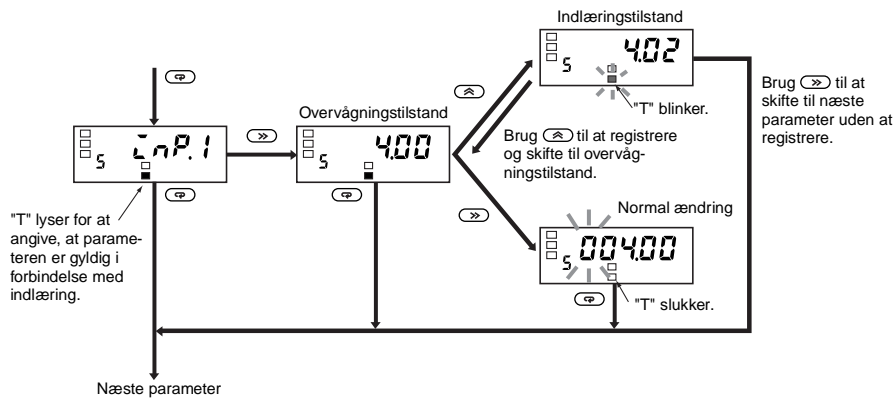 Indlæringstilstand
S 4.02
"T" blinker.
Brug til at
skifte til næste
parameter uden at
registrere.
Overvågningstilstand
S InP.1
S 4.00
Brug til at registrere
og skifte til overvåg-
ningstilstand.
Normal ændring
S 004.00
"T" slukker.
"T" lyser for at
angive, at parame-
teren er gyldig i
forbindelse med
indlæring.
Næste parameter